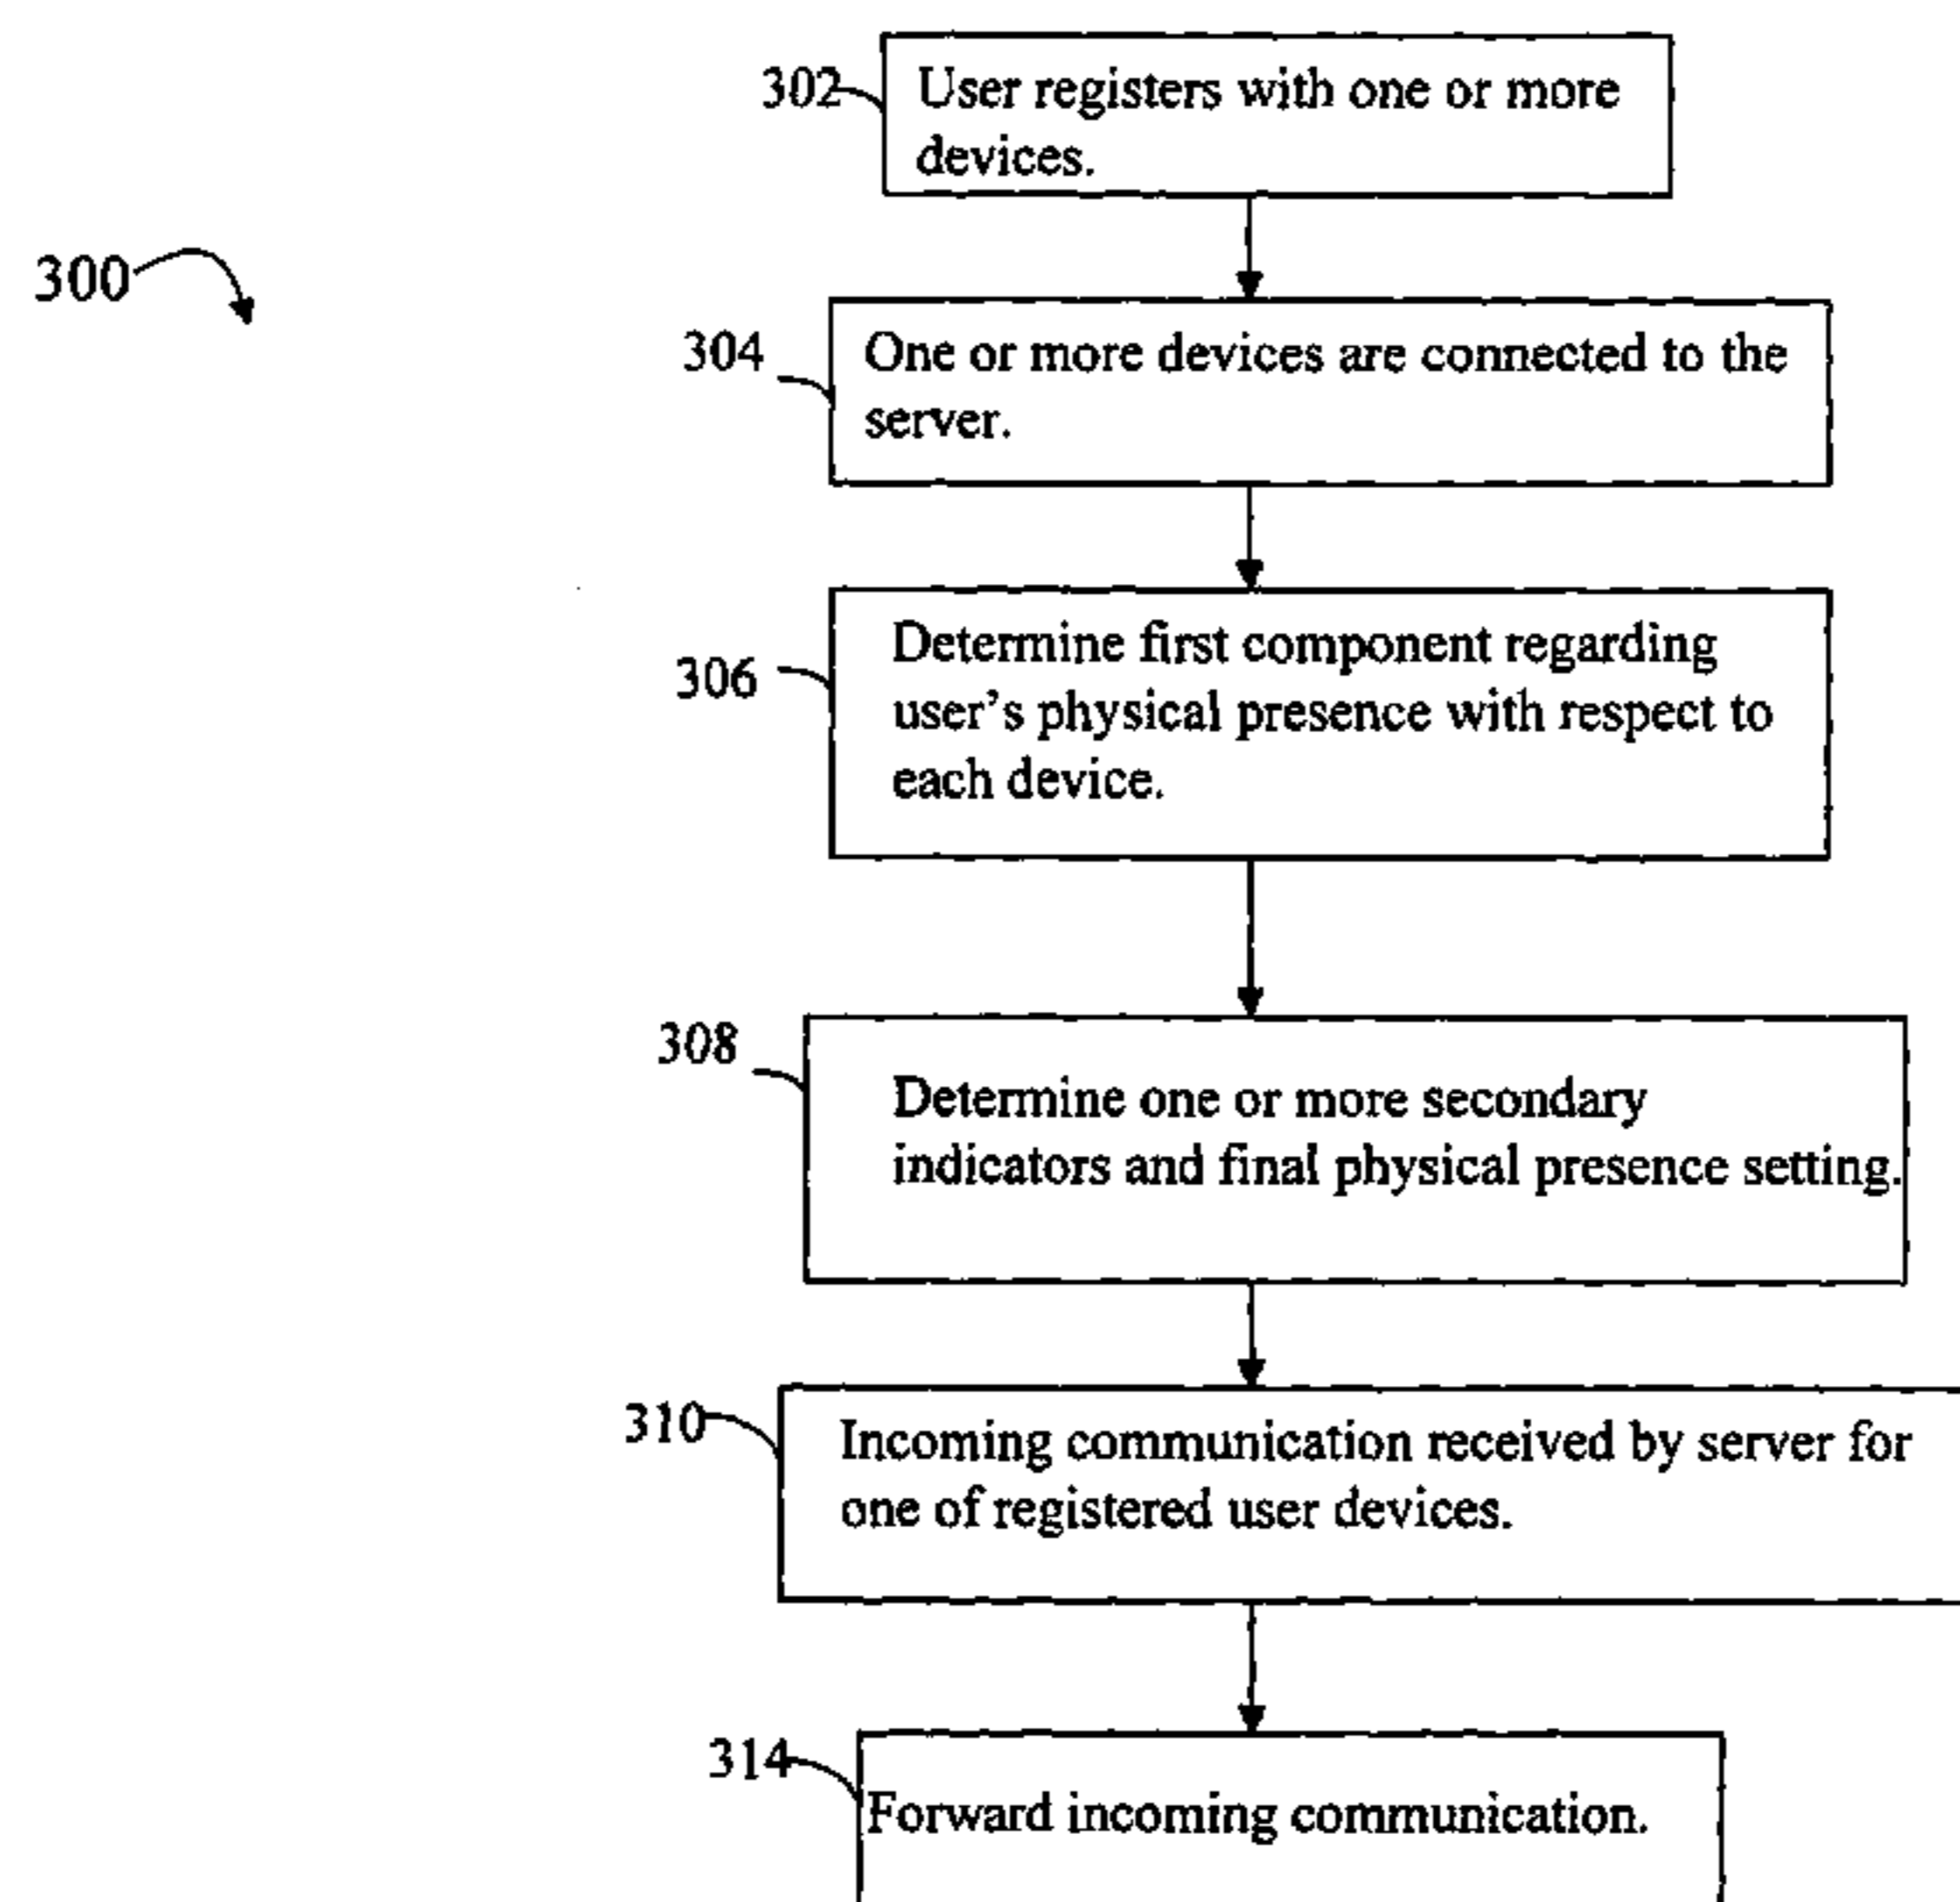 302
User registers with one or more
devices.
300
304
One or more devices are connected to the
server.
306
Determine first component regarding
user’s physical presence with respect to
each device.
308
Determine one or more secondary
indicators and final physical presence setting.
310
Incoming communication received by server for
one of registered user devices.
314
Forward incoming communication.